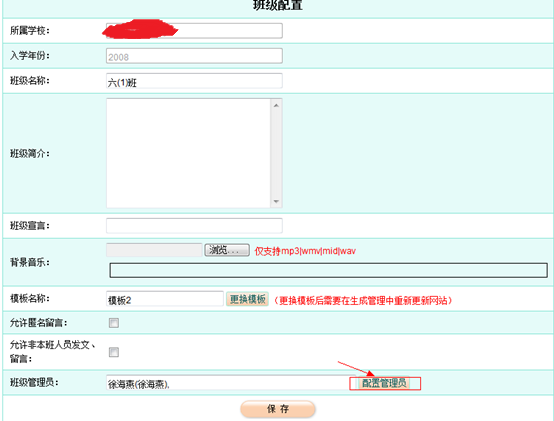 班级配置
所属学校：
入学年份： 2008
班级名称： 六(1)班
班级简介：
班级宣言：
背景音乐： 浏览... 仅支持mp3|wmv|mid|wav
模板名称： 模板2 更换模板 （更换模板后需要在生成管理中重新更新网站）
允许匿名留言：
允许非本班人员发文、
留言：
班级管理员： 徐海燕(徐海燕), 配置管理员
保 存